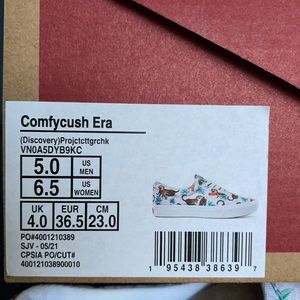 Comfycush Era
(Discovery)Projctcttgrchk
VN0A5DYB9KC
5.0 US MEN
6.5 US WOMEN
UK EUR CM
4.0 36.5 23.0
PO#4001210389
SJV - 05/21
CPSIA PO/CUT#
400121038900010
1 95438 38639 7